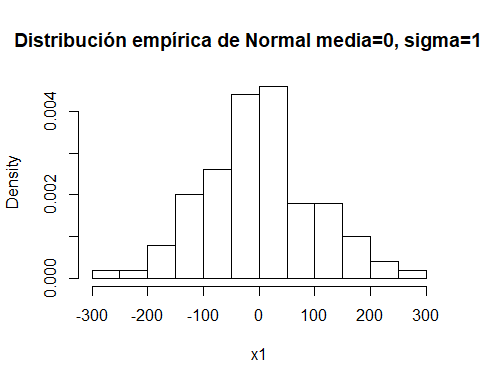 Distribución empírica de Normal media=0, sigma=1
Density
0.004
0.002
0.000
-300 -200 -100 0 100 200 300
x1